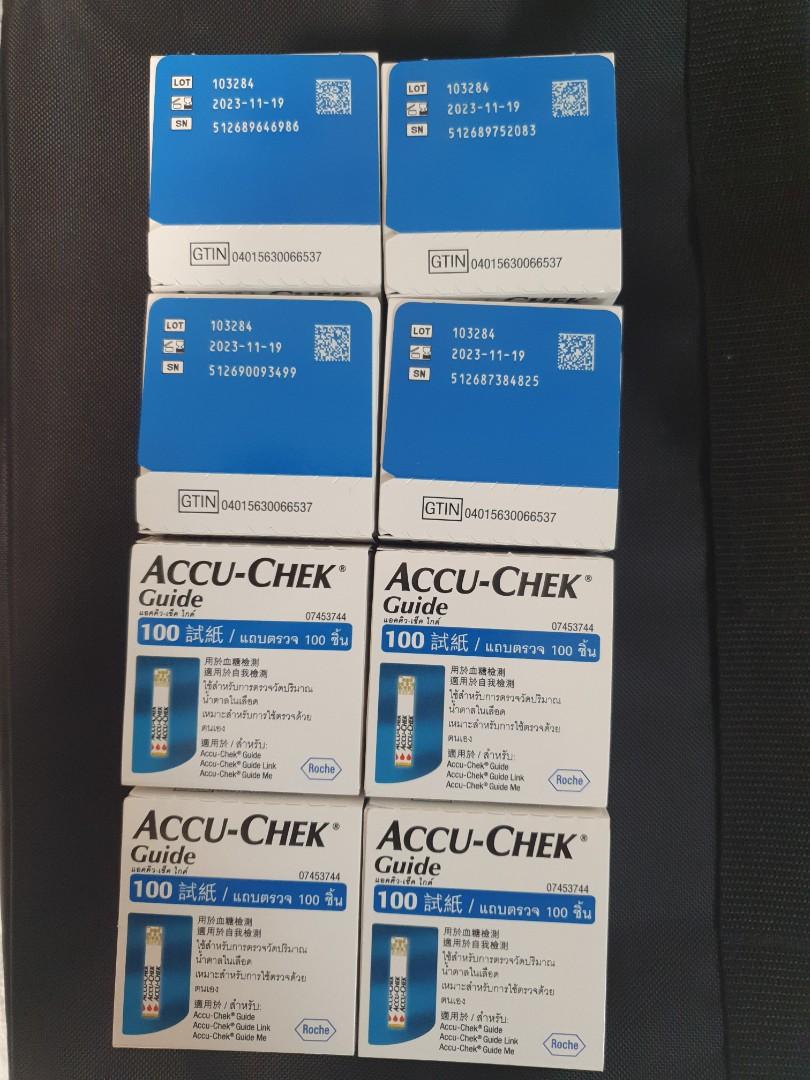 LOT 103284
2023-11-19
SN 512689646986
GTIN 04015630066537
LOT 103284
2023-11-19
SN 512689752083
GTIN 04015630066537
LOT 103284
2023-11-19
SN 512690093499
GTIN 04015630066537
LOT 103284
2023-11-19
SN 512687384825
GTIN 04015630066537
ACCU-CHEK®
Guide
แอคคิว-เช็ค ไกด์
07453744
100 試紙 / แถบตรวจ 100 ชิ้น
用於血糖檢測
適用於自我檢測
ใช้สำหรับการตรวจวัดปริมาณ
น้ำตาลในเลือด
เหมาะสำหรับการใช้ตรวจด้วย
ตนเอง
適用於 / สำหรับ:
Accu-Chek® Guide
Accu-Chek® Guide Link
Accu-Chek® Guide Me
Roche
ACCU-CHEK®
Guide
แอคคิว-เช็ค ไกด์
07453744
100 試紙 / แถบตรวจ 100 ชิ้น
用於血糖檢測
適用於自我檢測
ใช้สำหรับการตรวจวัดปริมาณ
น้ำตาลในเลือด
เหมาะสำหรับการใช้ตรวจด้วย
ตนเอง
適用於 / สำหรับ:
Accu-Chek® Guide
Accu-Chek® Guide Link
Accu-Chek® Guide Me
Roche
ACCU-CHEK®
Guide
แอคคิว-เช็ค ไกด์
07453744
100 試紙 / แถบตรวจ 100 ชิ้น
用於血糖檢測
適用於自我檢測
ใช้สำหรับการตรวจวัดปริมาณ
น้ำตาลในเลือด
เหมาะสำหรับการใช้ตรวจด้วย
ตนเอง
適用於 / สำหรับ:
Accu-Chek® Guide
Accu-Chek® Guide Link
Accu-Chek® Guide Me
Roche
ACCU-CHEK®
Guide
แอคคิว-เช็ค ไกด์
07453744
100 試紙 / แถบตรวจ 100 ชิ้น
用於血糖檢測
適用於自我檢測
ใช้สำหรับการตรวจวัดปริมาณ
น้ำตาลในเลือด
เหมาะสำหรับการใช้ตรวจด้วย
ตนเอง
適用於 / สำหรับ:
Accu-Chek® Guide
Accu-Chek® Guide Link
Accu-Chek® Guide Me
Roche